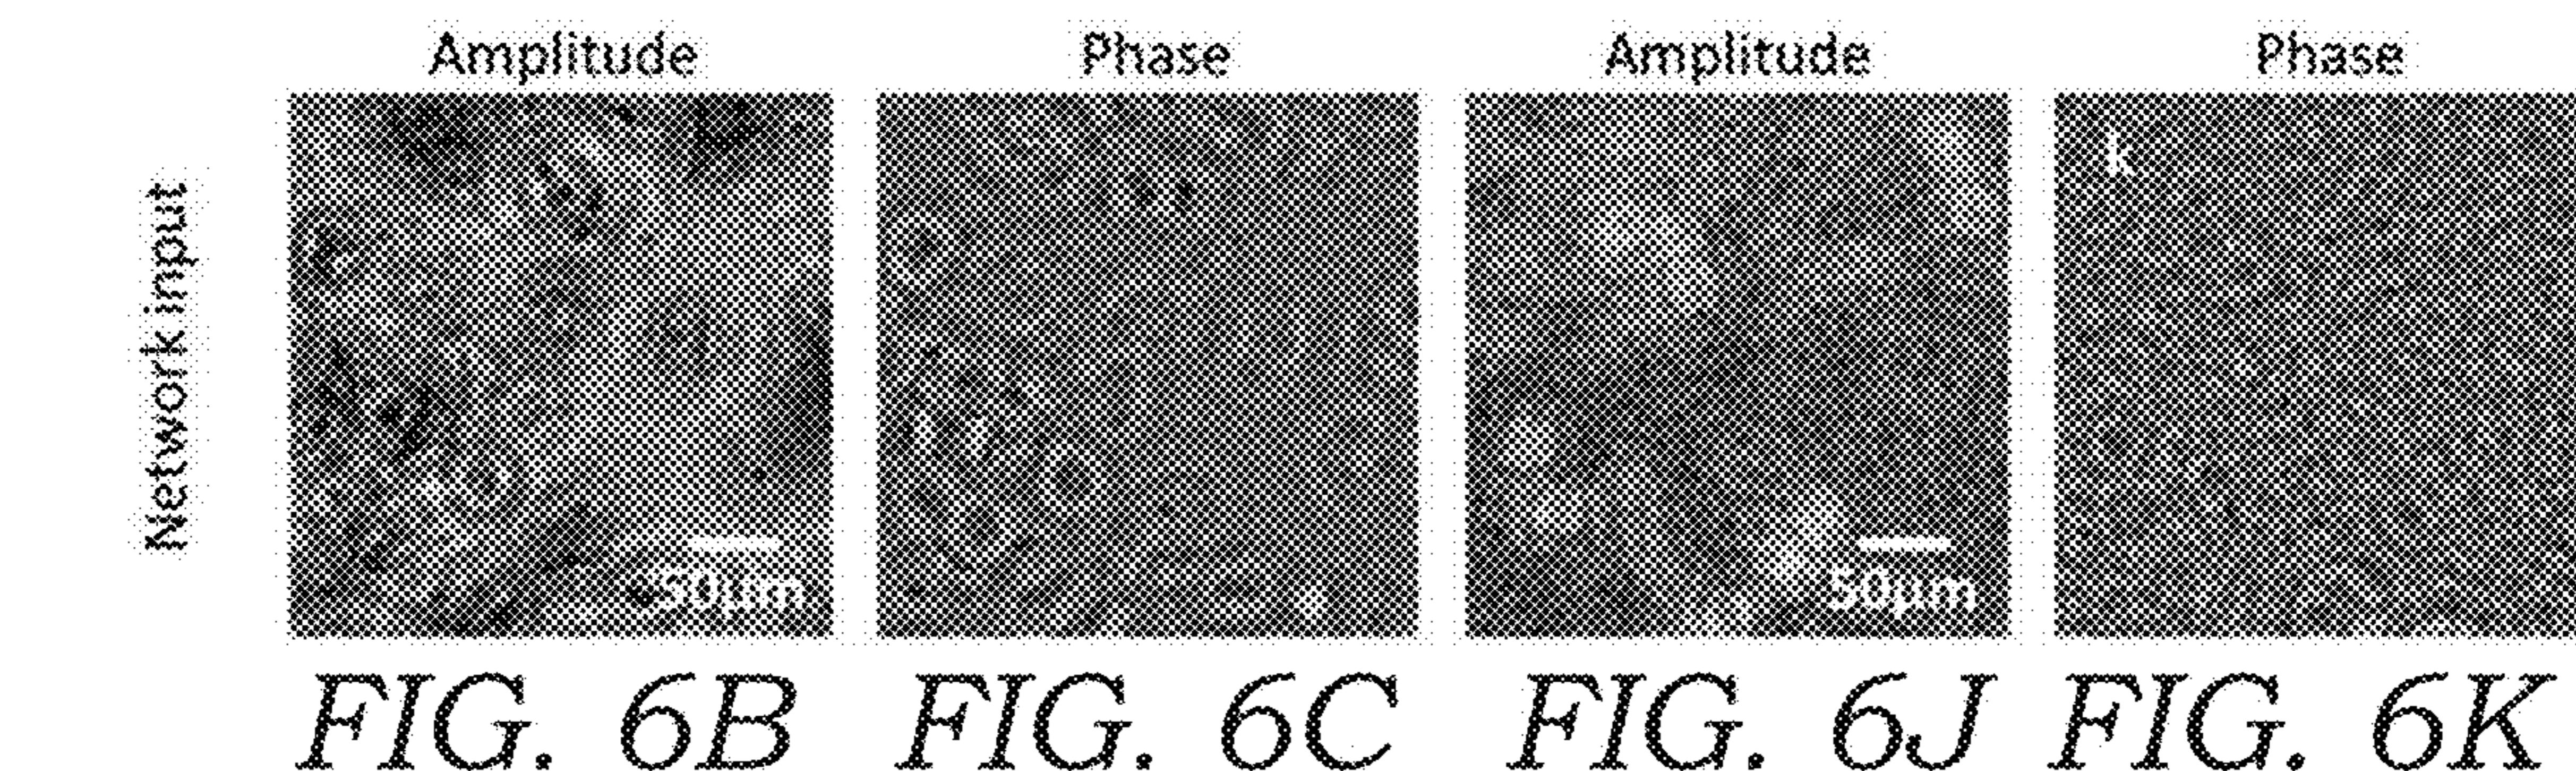 Amplitude Phase Amplitude Phase
Network input
k
50μm 50μm
FIG. 6B FIG. 6C FIG. 6J FIG. 6K